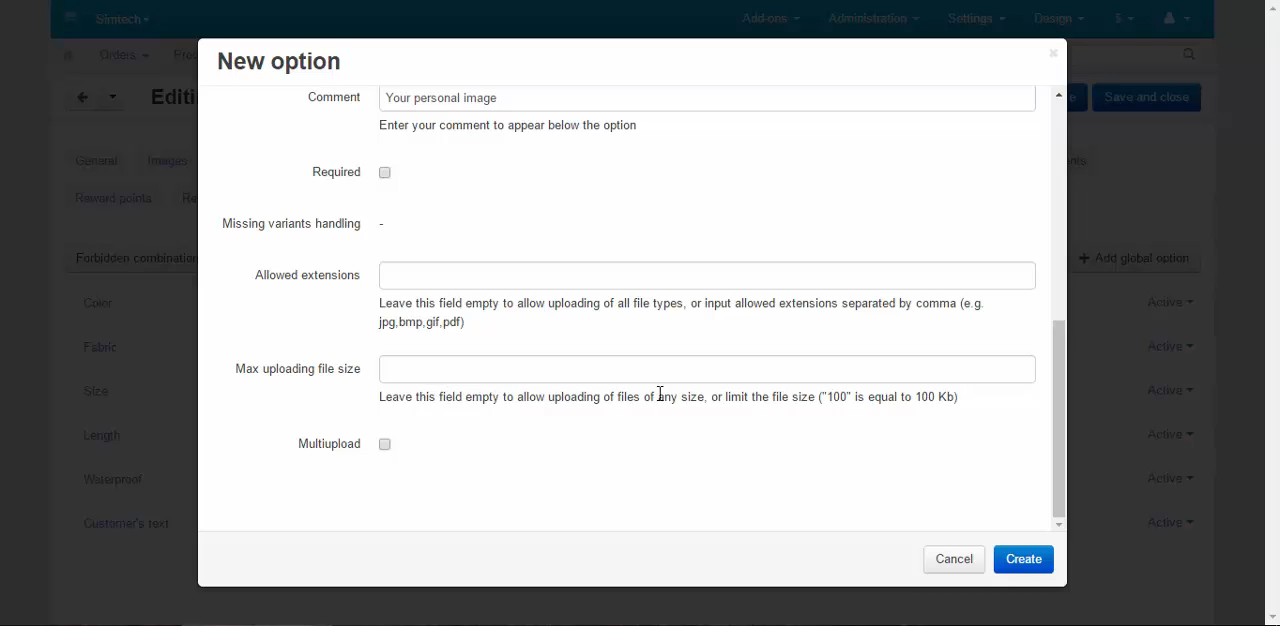 Simtech
Add-ons
Administration
Settings
Design
$
New option
×
Orders
Editi
Save and close
Comment
Your personal image
Enter your comment to appear below the option
General
Images
Required
Reward points
Missing variants handling
-
Forbidden combination
+ Add global option
Allowed extensions
Leave this field empty to allow uploading of all file types, or input allowed extensions separated by comma (e.g.
jpg,bmp,gif,pdf)
Color
Active
Fabric
Active
Max uploading file size
Leave this field empty to allow uploading of files of any size, or limit the file size ("100" is equal to 100 Kb)
Size
Active
Length
Active
Multiupload
Waterproof
Active
Customer's text
Active
Cancel
Create